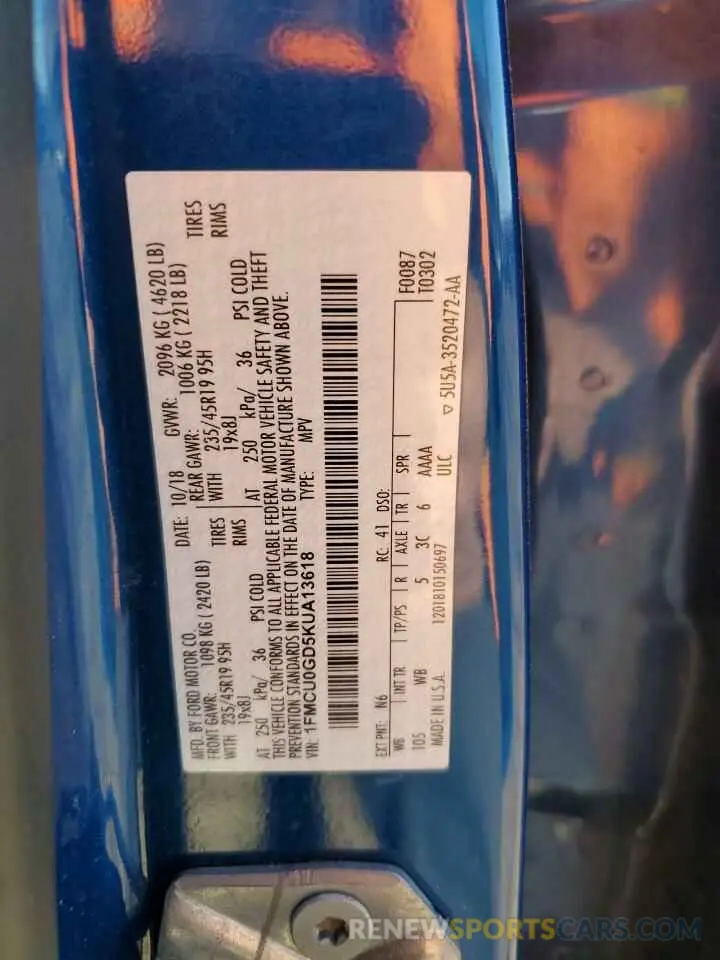 MFD. BY FORD MOTOR CO. DATE: 10/18 GVWR: 2096 KG ( 4620 LB)
FRONT GAWR: 1098 KG ( 2420 LB) REAR GAWR: 1006 KG ( 2218 LB)
WITH 235/45R19 95H TIRES WITH 235/45R19 95H TIRES
19x8J RIMS 19x8J RIMS
AT 250 kPa/ 36 PSI COLD AT 250 kPa/ 36 PSI COLD
THIS VEHICLE CONFORMS TO ALL APPLICABLE FEDERAL MOTOR VEHICLE SAFETY AND THEFT
PREVENTION STANDARDS IN EFFECT ON THE DATE OF MANUFACTURE SHOWN ABOVE.
VIN: 1FMCU0GD5KUA13618 TYPE: MPV
EXT PNT: N6 RC: 41 DSO: F0087
WB INT TR TP/PS R AXLE TR SPR T0302
105 WB 5 3C 6 AAAA
MADE IN U.S.A. 1201810150697 ULC ▽ 5U5A-3520472-AA
RENEWSPORTSCARS.COM